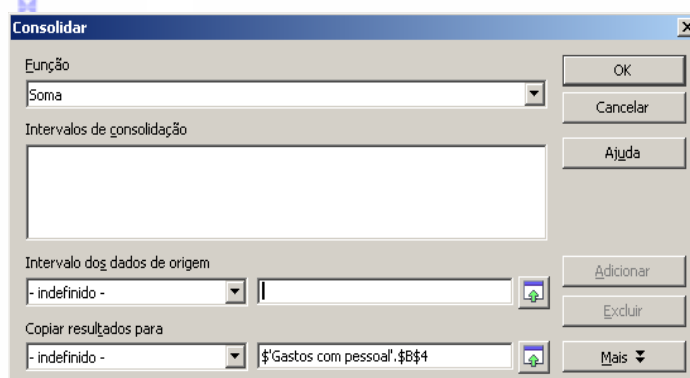 Consolidar
Função
Soma
OK
Cancelar
Intervalos de consolidação
Ajuda
Intervalo dos dados de origem
- indefinido -
Adicionar
Excluir
Copiar resultados para
- indefinido -
$'Gastos com pessoal'.$B$4
Mais